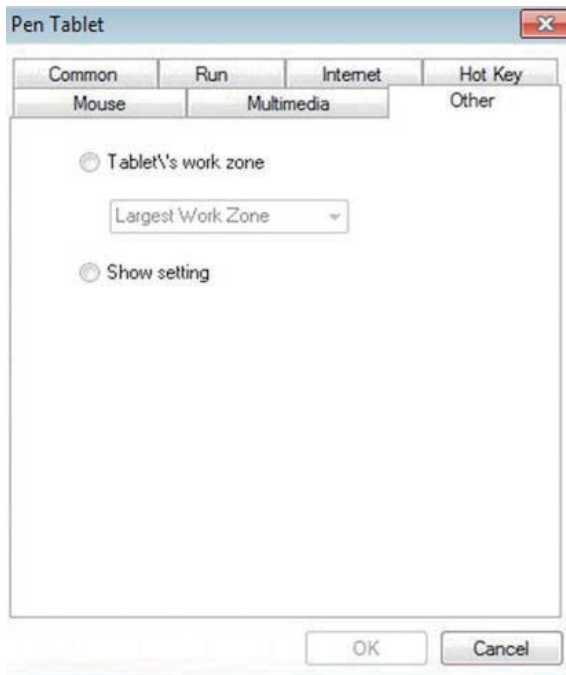 Pen Tablet
Common Run Internet Hot Key
Mouse Multimedia Other
Tablet\'s work zone
Largest Work Zone
Show setting
OK Cancel